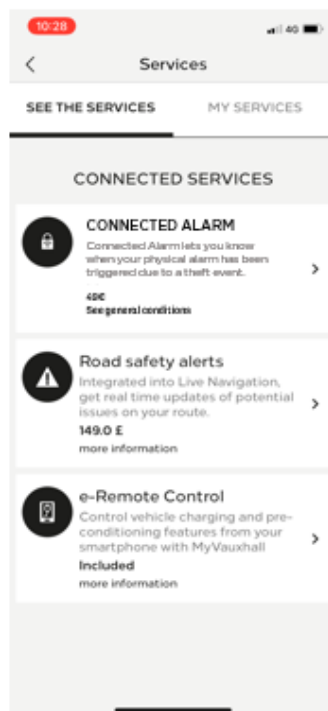 10:28
4G
Services
SEE THE SERVICES
MY SERVICES
CONNECTED SERVICES
CONNECTED ALARM
Connected Alarm lets you know
when your physical alarm has been
triggered due to a theft event.
49€
See general conditions
Road safety alerts
Integrated into Live Navigation,
get real time updates of potential
issues on your route.
149.0 £
more information
e-Remote Control
Control vehicle charging and pre-
conditioning features from your
smartphone with MyVauxhall
Included
more information